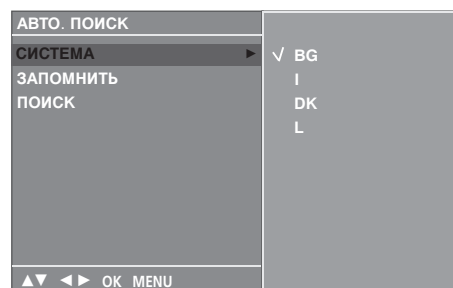 АВТО. ПОИСК
СИСТЕМА ► √ BG
ЗАПОМНИТЬ I
ПОИСК DK
L
▲▼ ◄► OK MENU